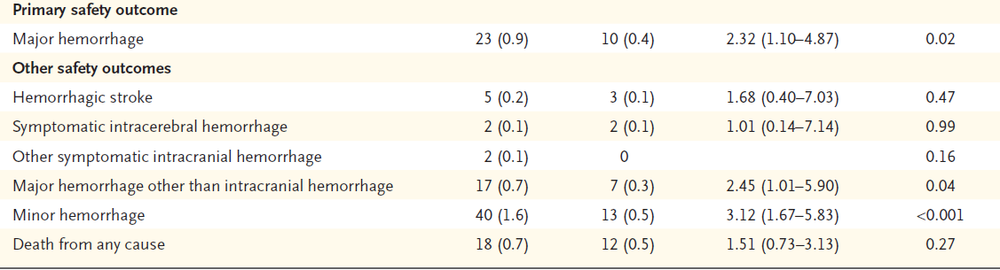 Primary safety outcome
Major hemorrhage 23 (0.9) 10 (0.4) 2.32 (1.10–4.87) 0.02
Other safety outcomes
Hemorrhagic stroke 5 (0.2) 3 (0.1) 1.68 (0.40–7.03) 0.47
Symptomatic intracerebral hemorrhage 2 (0.1) 2 (0.1) 1.01 (0.14–7.14) 0.99
Other symptomatic intracranial hemorrhage 2 (0.1) 0 0.16
Major hemorrhage other than intracranial hemorrhage 17 (0.7) 7 (0.3) 2.45 (1.01–5.90) 0.04
Minor hemorrhage 40 (1.6) 13 (0.5) 3.12 (1.67–5.83) <0.001
Death from any cause 18 (0.7) 12 (0.5) 1.51 (0.73–3.13) 0.27